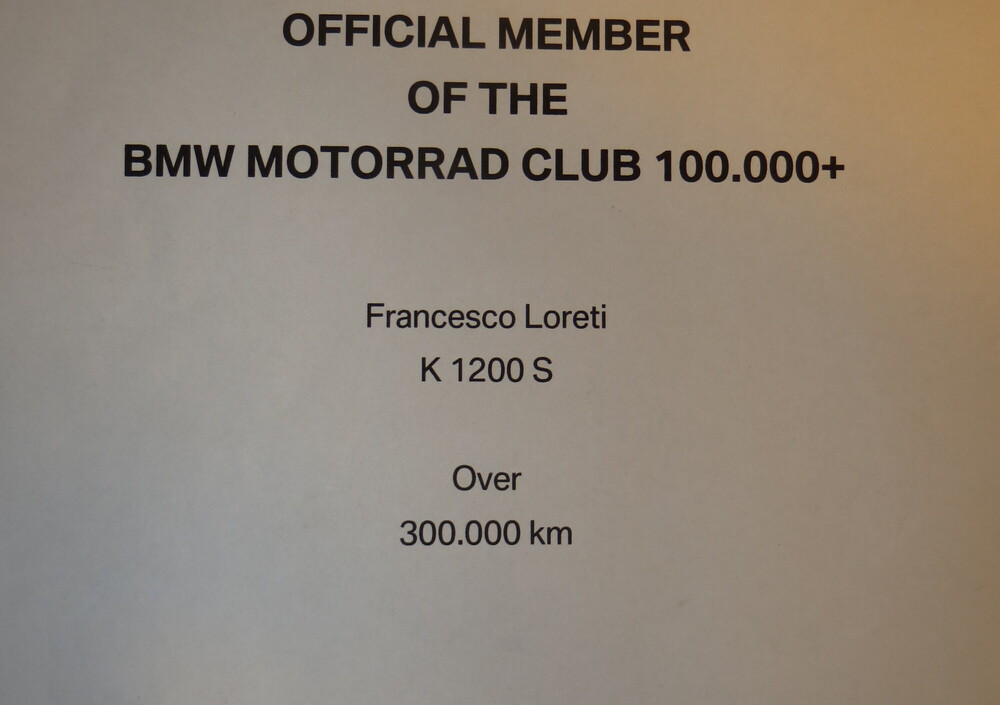 OFFICIAL MEMBER
OF THE
BMW MOTORRAD CLUB 100.000+
Francesco Loreti
K 1200 S
Over
300.000 km